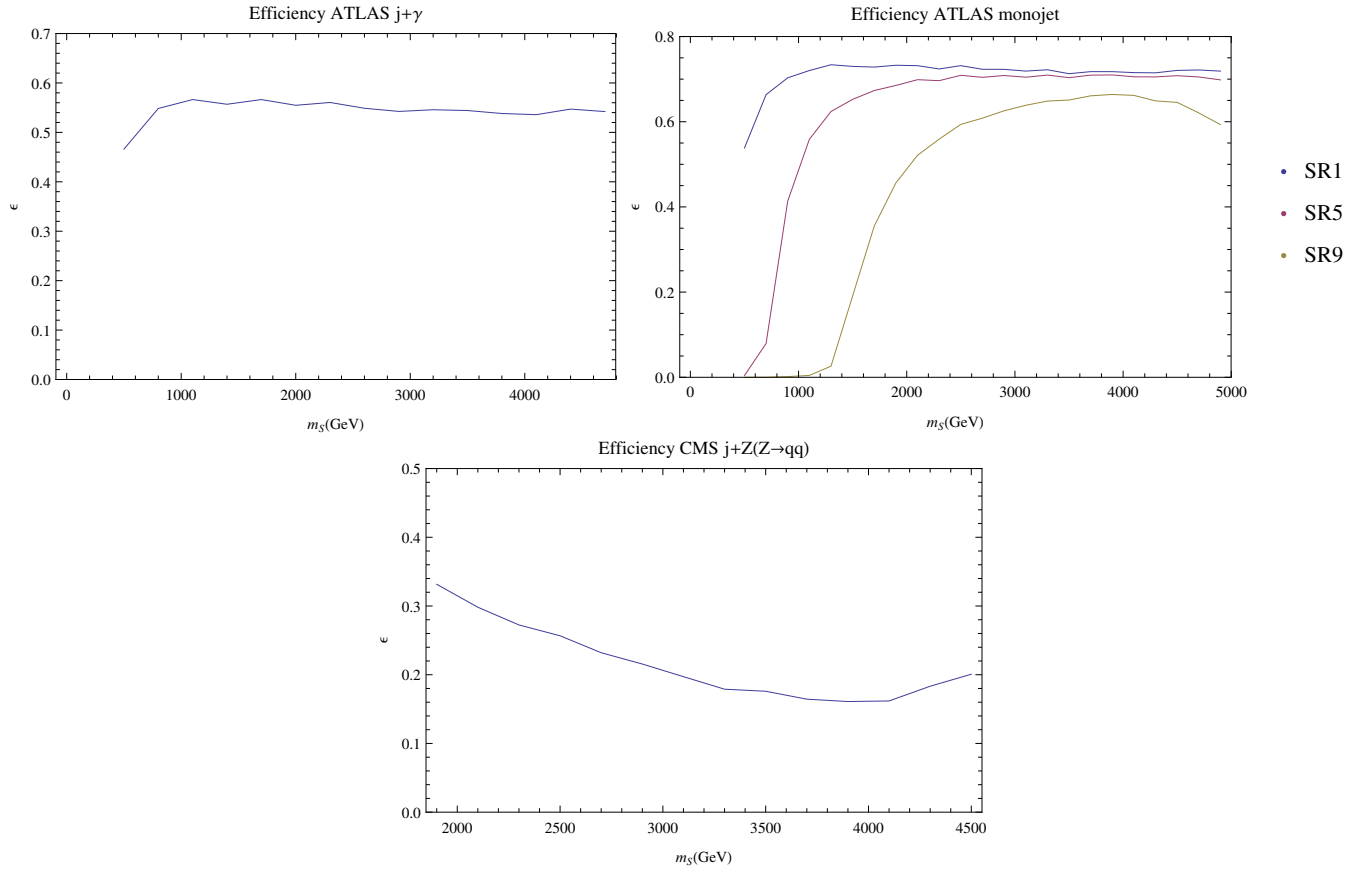 Efficiency ATLAS j+γ
0.7
0.6
0.5
0.4
0.3
0.2
0.1
0.0
ϵ
0 1000 2000 3000 4000
m_S(GeV)
Efficiency ATLAS monojet
0.8
0.6
0.4
0.2
0.0
ϵ
0 1000 2000 3000 4000 5000
m_S(GeV)
SR1
SR5
SR9
Efficiency CMS j+Z(Z→qq)
0.5
0.4
0.3
0.2
0.1
0.0
ϵ
2000 2500 3000 3500 4000 4500
m_S(GeV)